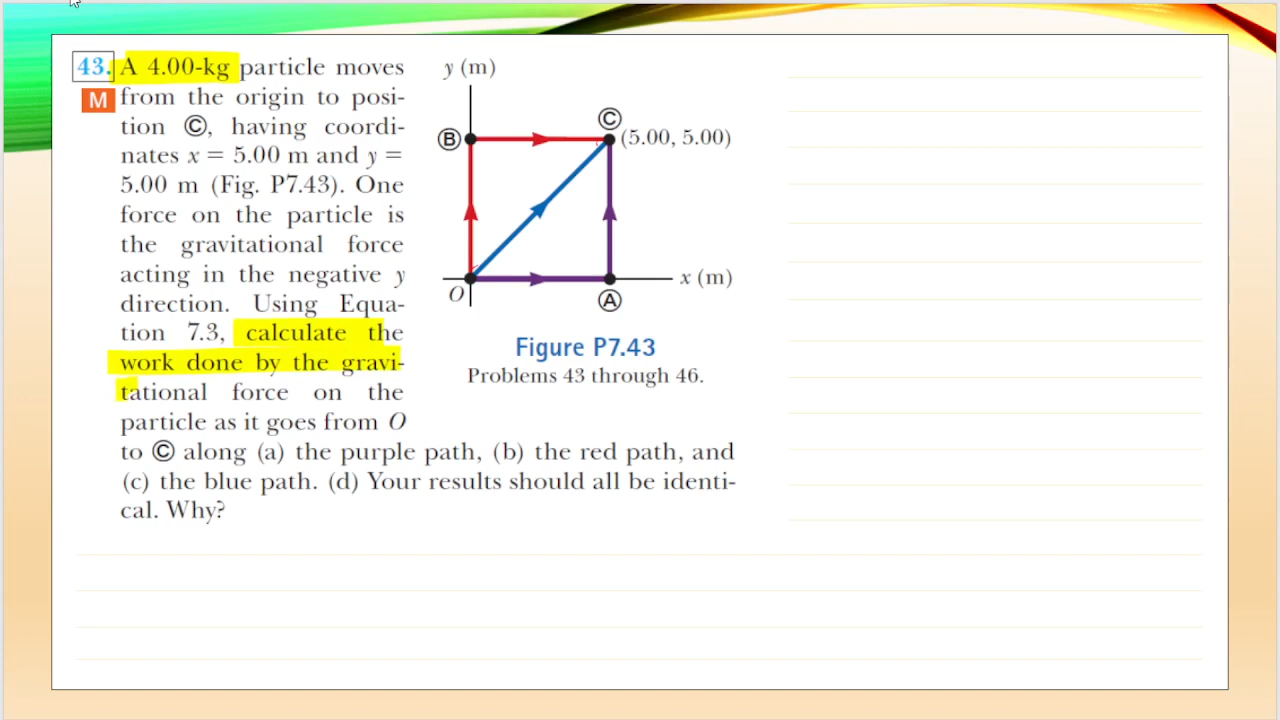 43. A 4.00-kg particle moves
M from the origin to posi-
tion Ⓒ, having coordi-
nates x = 5.00 m and y =
5.00 m (Fig. P7.43). One
force on the particle is
the gravitational force
acting in the negative y
direction. Using Equa-
tion 7.3, calculate the
work done by the gravi-
tational force on the
particle as it goes from O
to Ⓒ along (a) the purple path, (b) the red path, and
(c) the blue path. (d) Your results should all be identi-
cal. Why?
y (m)
Ⓒ
Ⓑ
(5.00, 5.00)
x (m)
O
Ⓐ
Figure P7.43
Problems 43 through 46.